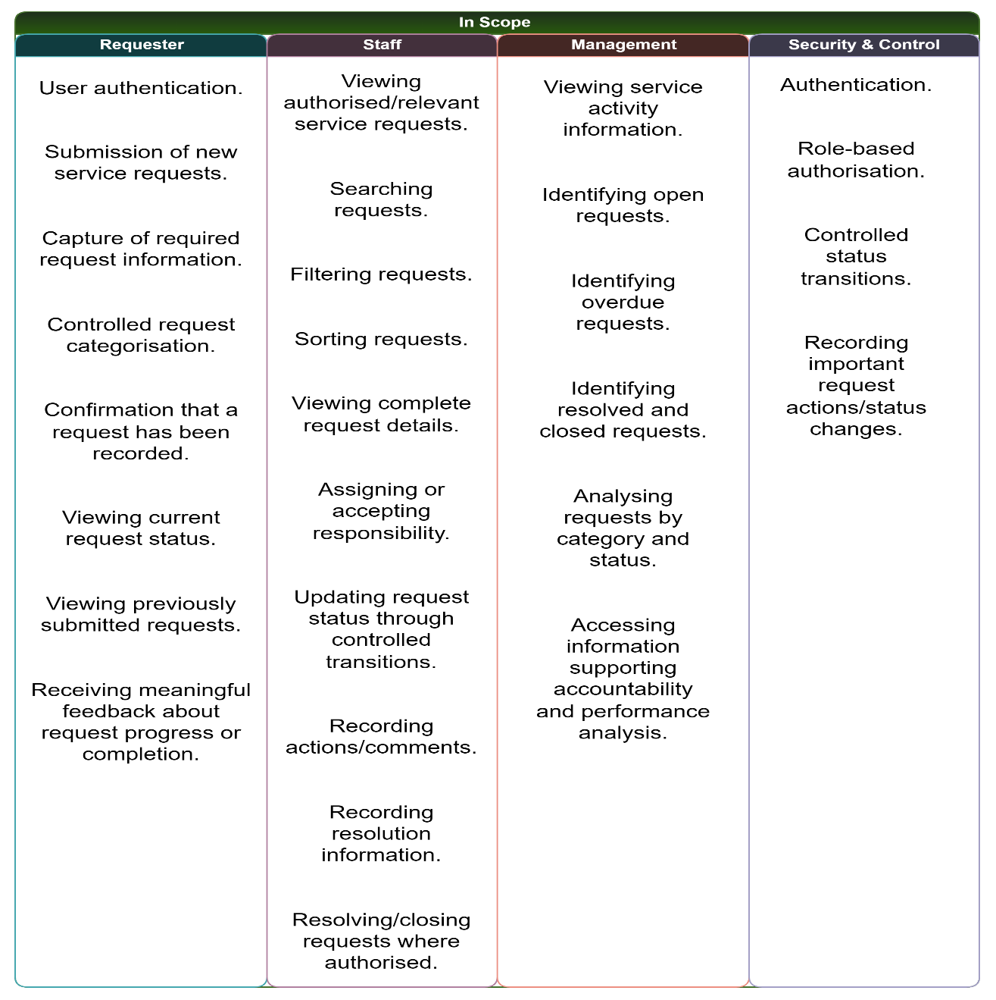 In Scope
Requester
User authentication.
Submission of new
service requests.
Capture of required
request information.
Controlled request
categorisation.
Confirmation that a
request has been
recorded.
Viewing current
request status.
Viewing previously
submitted requests.
Receiving meaningful
feedback about
request progress or
completion.
Staff
Viewing
authorised/relevant
service requests.
Searching
requests.
Filtering requests.
Sorting requests.
Viewing complete
request details.
Assigning or
accepting
responsibility.
Updating request
status through
controlled
transitions.
Recording
actions/comments.
Recording
resolution
information.
Resolving/closing
requests where
authorised.
Management
Viewing service
activity
information.
Identifying open
requests.
Identifying
overdue
requests.
Identifying
resolved and
closed requests.
Analysing
requests by
category and
status.
Accessing
information
supporting
accountability
and performance
analysis.
Security & Control
Authentication.
Role-based
authorisation.
Controlled
status
transitions.
Recording
important
request
actions/status
changes.